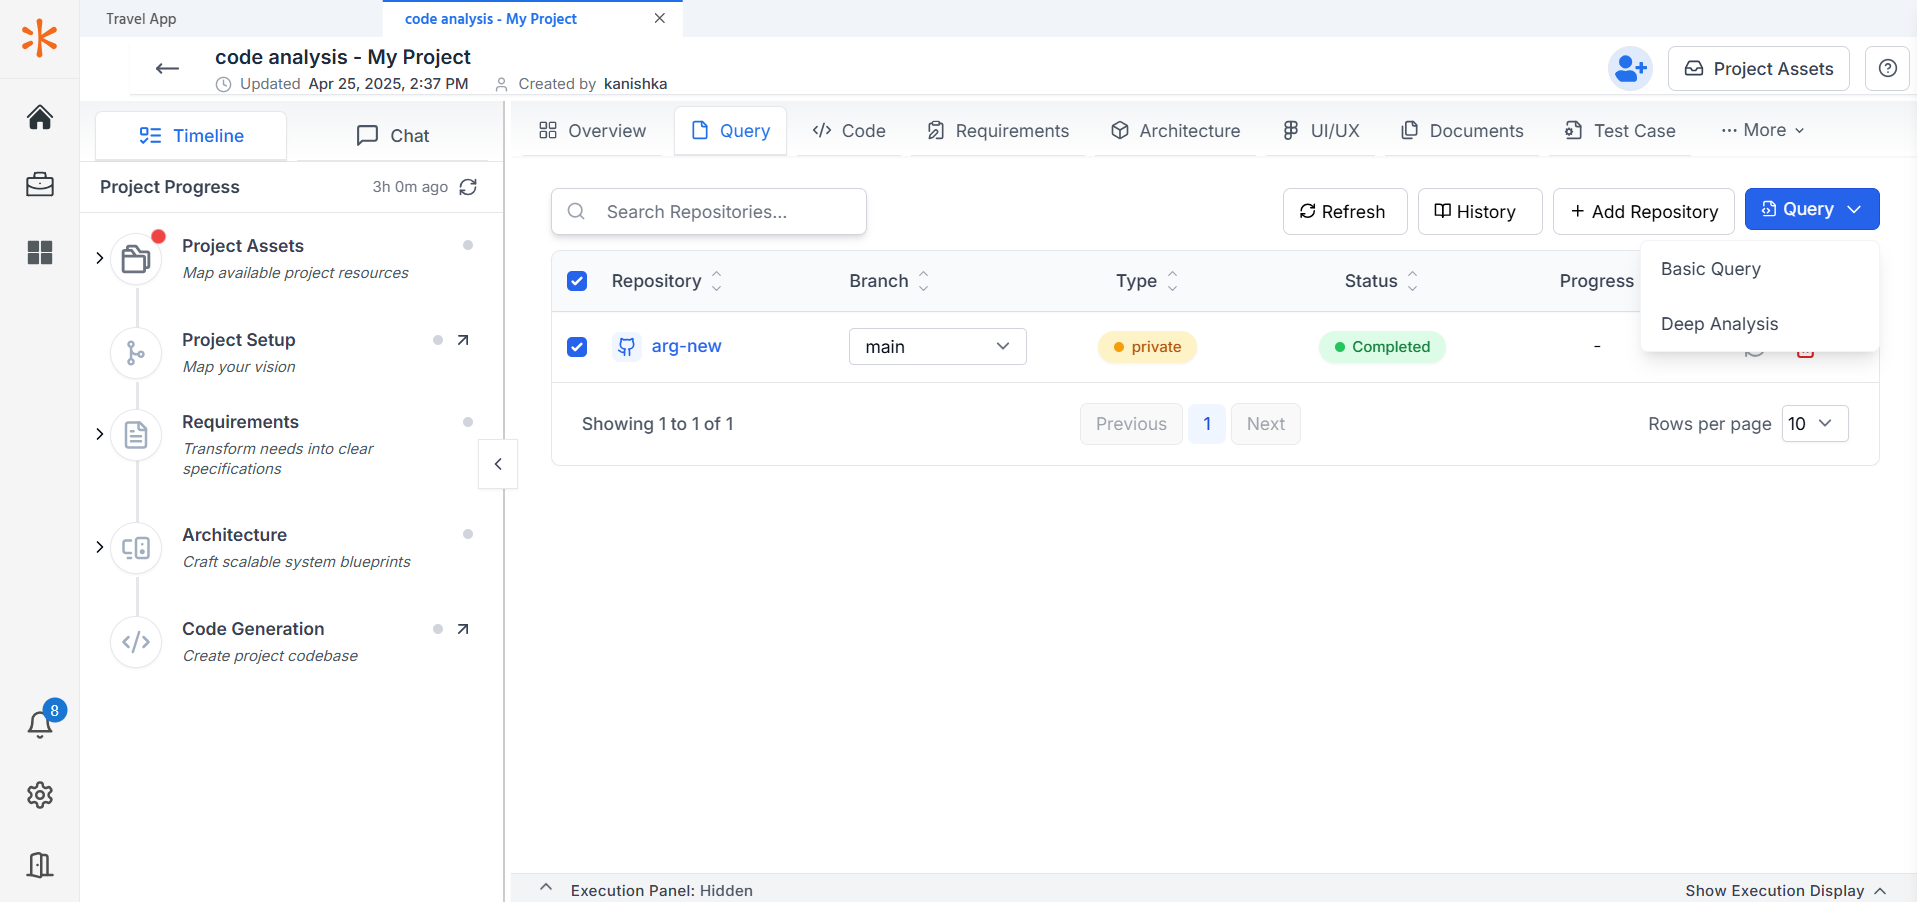 Travel App
code analysis - My Project
code analysis - My Project
Updated Apr 25, 2025, 2:37 PM Created by kanishka
Project Assets
Timeline
Chat
Project Progress
3h 0m ago
Project Assets
Map available project resources
Project Setup
Map your vision
Requirements
Transform needs into clear
specifications
Architecture
Craft scalable system blueprints
Code Generation
Create project codebase
8
Overview
Query
Code
Requirements
Architecture
UI/UX
Documents
Test Case
More
Search Repositories...
Refresh
History
Add Repository
Query
Basic Query
Deep Analysis
Repository Branch Type Status Progress
arg-new main private Completed -
Showing 1 to 1 of 1
Previous 1 Next
Rows per page 10
Execution Panel: Hidden
Show Execution Display